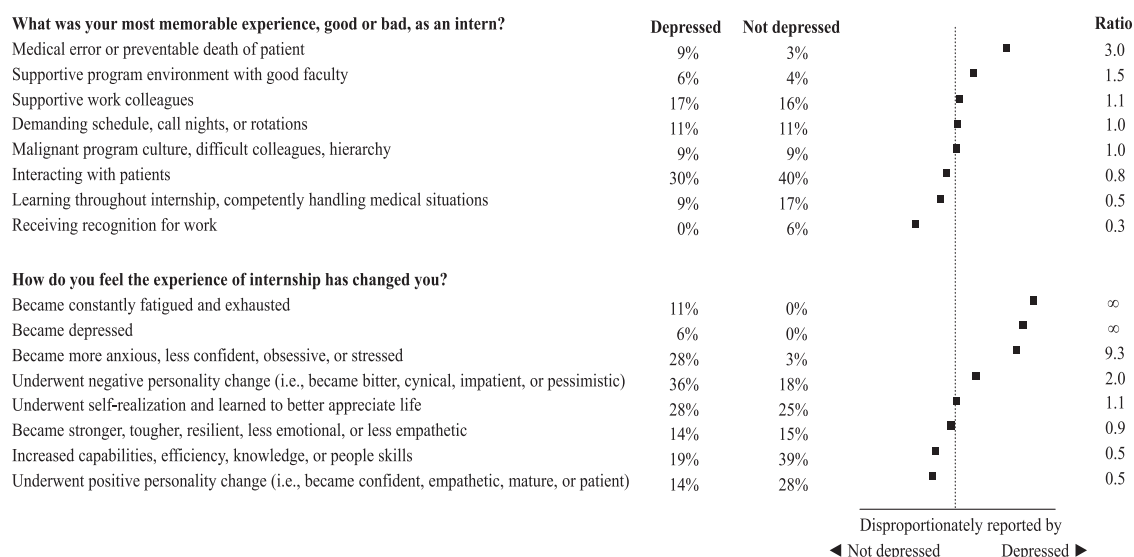 What was your most memorable experience, good or bad, as an intern? Depressed Not depressed Ratio
Medical error or preventable death of patient 9% 3% 3.0
Supportive program environment with good faculty 6% 4% 1.5
Supportive work colleagues 17% 16% 1.1
Demanding schedule, call nights, or rotations 11% 11% 1.0
Malignant program culture, difficult colleagues, hierarchy 9% 9% 1.0
Interacting with patients 30% 40% 0.8
Learning throughout internship, competently handling medical situations 9% 17% 0.5
Receiving recognition for work 0% 6% 0.3
How do you feel the experience of internship has changed you?
Became constantly fatigued and exhausted 11% 0% ∞
Became depressed 6% 0% ∞
Became more anxious, less confident, obsessive, or stressed 28% 3% 9.3
Underwent negative personality change (i.e., became bitter, cynical, impatient, or pessimistic) 36% 18% 2.0
Underwent self-realization and learned to better appreciate life 28% 25% 1.1
Became stronger, tougher, resilient, less emotional, or less empathetic 14% 15% 0.9
Increased capabilities, efficiency, knowledge, or people skills 19% 39% 0.5
Underwent positive personality change (i.e., became confident, empathetic, mature, or patient) 14% 28% 0.5
Disproportionately reported by
◀ Not depressed Depressed ▶